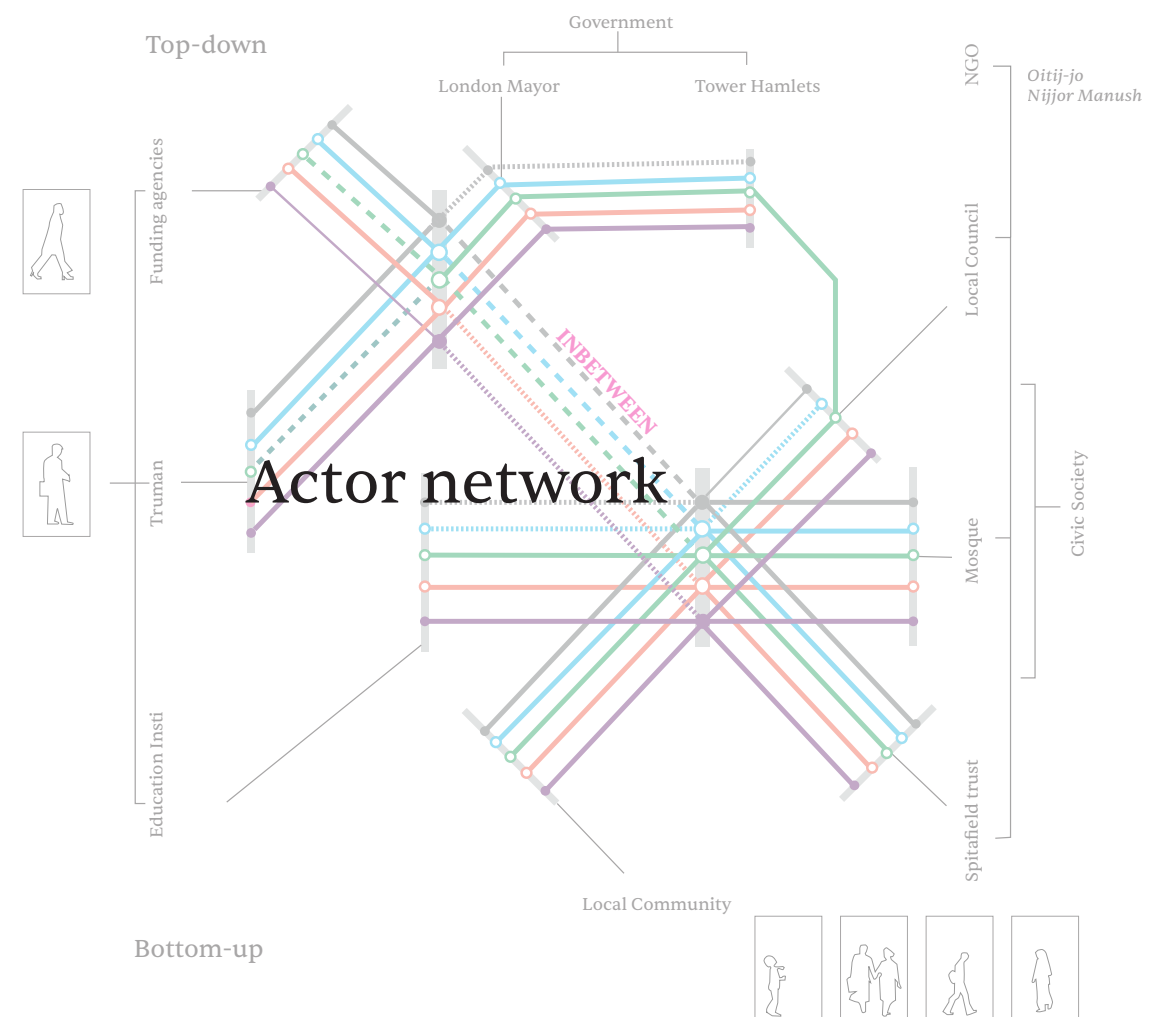 Government
Top-down
London Mayor
Tower Hamlets
NGO
Oitij-jo
Nijjor Manush
Funding agencies
Local Council
INBETWEEN
Actor network
Truman
Civic Society
Mosque
Education Insti
Spitafield trust
Local Community
Bottom-up